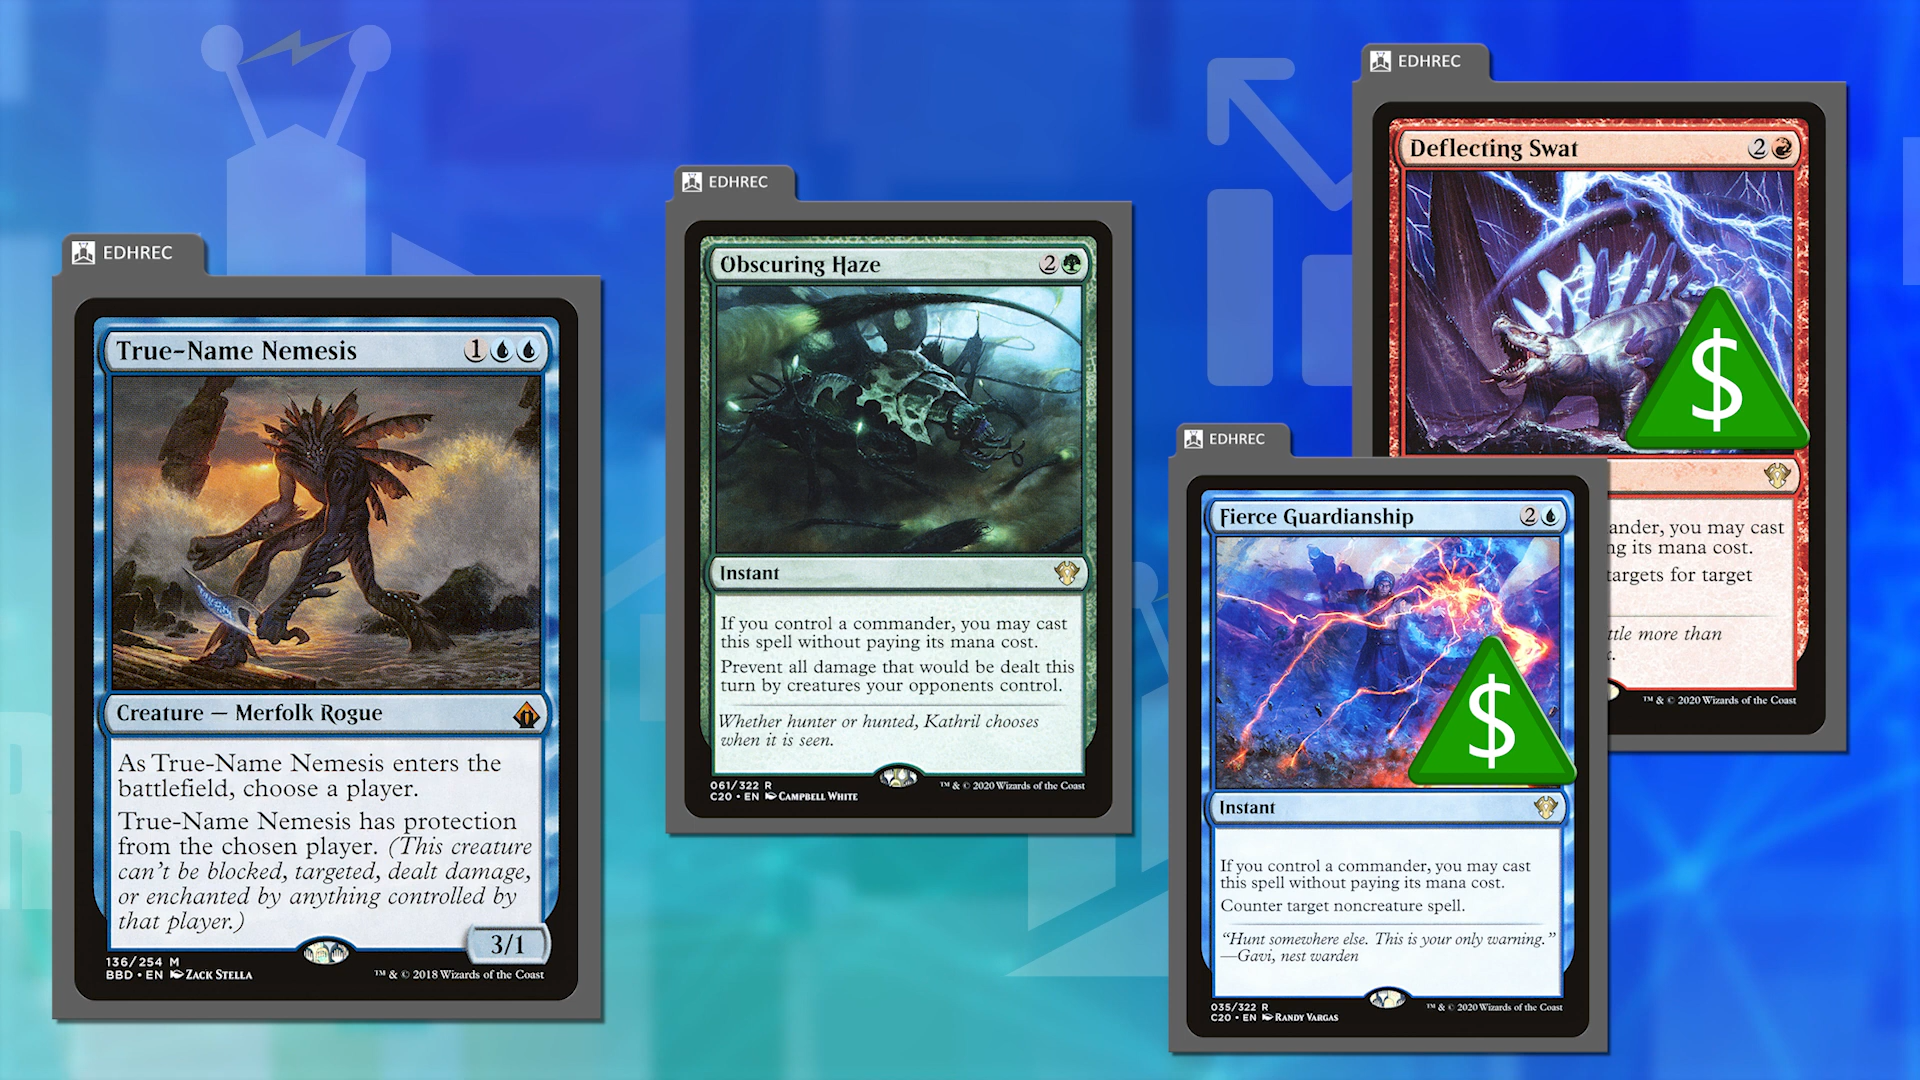 EDHREC
True-Name Nemesis 1
Creature — Merfolk Rogue
As True-Name Nemesis enters the
battlefield, choose a player.
True-Name Nemesis has protection
from the chosen player. (This creature
can't be blocked, targeted, dealt damage,
or enchanted by anything controlled by
that player.)
3/1
136/254 M
BBD • EN ZACK STELLA
™ & © 2018 Wizards of the Coast
EDHREC
Obscuring Haze 2
Instant
If you control a commander, you may cast
this spell without paying its mana cost.
Prevent all damage that would be dealt this
turn by creatures your opponents control.
Whether hunter or hunted, Kathril chooses
when it is seen.
061/322 R
C20 • EN CAMPBELL WHITE
™ & © 2020 Wizards of the Coast
EDHREC
Fierce Guardianship 2
$
Instant
If you control a commander, you may cast
this spell without paying its mana cost.
Counter target noncreature spell.
“Hunt somewhere else. This is your only warning.”
—Gavi, nest warden
035/322 R
C20 • EN RANDY VARGAS
™ & © 2020 Wizards of the Coast
EDHREC
Deflecting Swat 2
$
ander, you may cast
ng its mana cost.
targets for target
ttle more than
™ & © 2020 Wizards of the Coast